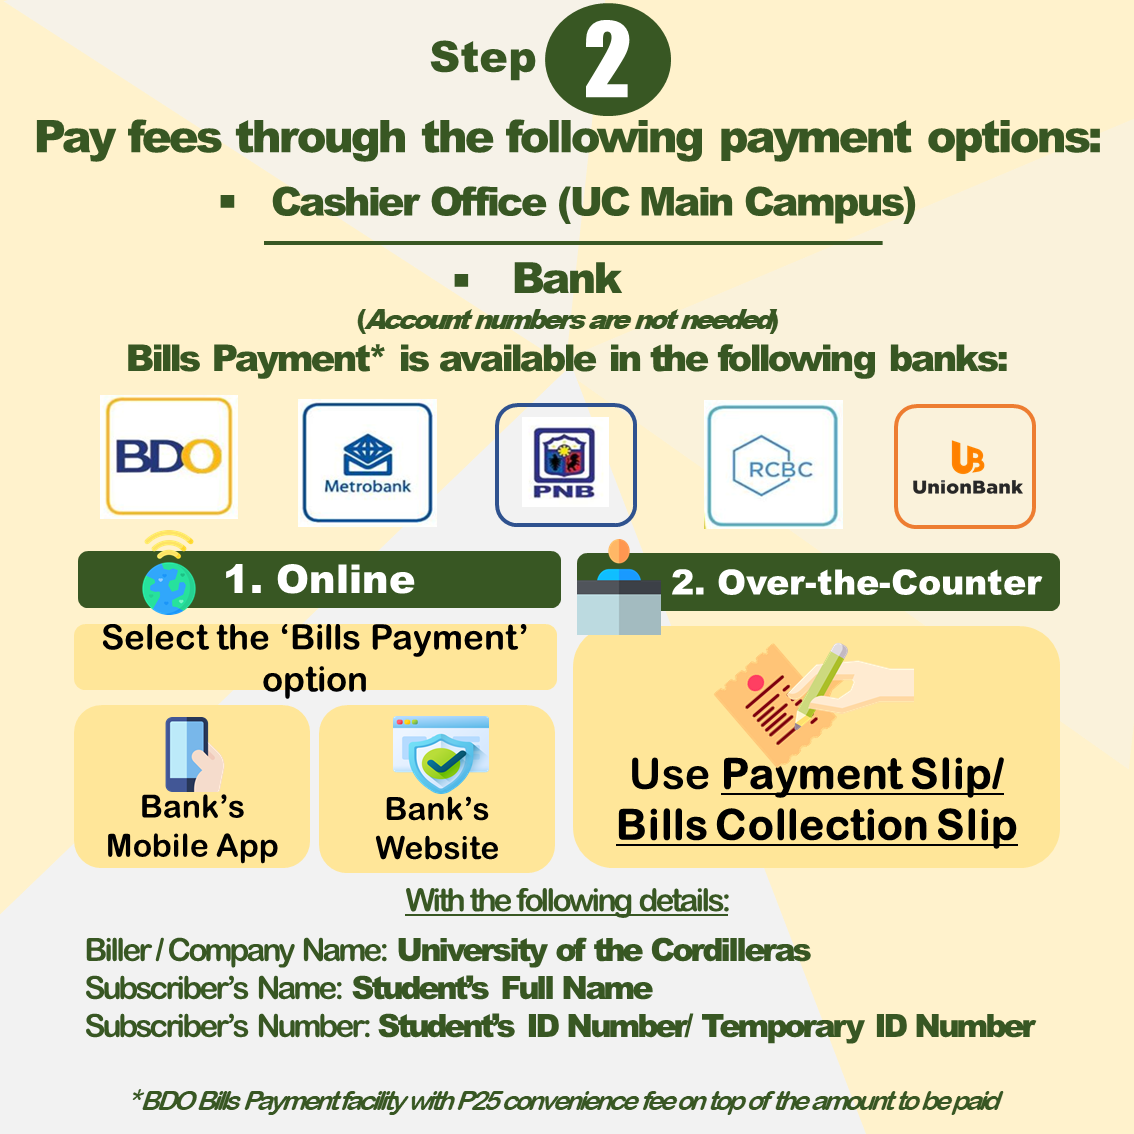 Step 2
Pay fees through the following payment options:
▪ Cashier Office (UC Main Campus)
▪ Bank
(Account numbers are not needed)
Bills Payment* is available in the following banks:
BDO
Metrobank
PNB
RCBC
UB
UnionBank
1. Online
Select the ‘Bills Payment’
option
Bank’s
Mobile App
Bank’s
Website
2. Over-the-Counter
Use Payment Slip/
Bills Collection Slip
With the following details:
Biller / Company Name: University of the Cordilleras
Subscriber’s Name: Student’s Full Name
Subscriber’s Number: Student’s ID Number/ Temporary ID Number
*BDO Bills Payment facility with P25 convenience fee on top of the amount to be paid